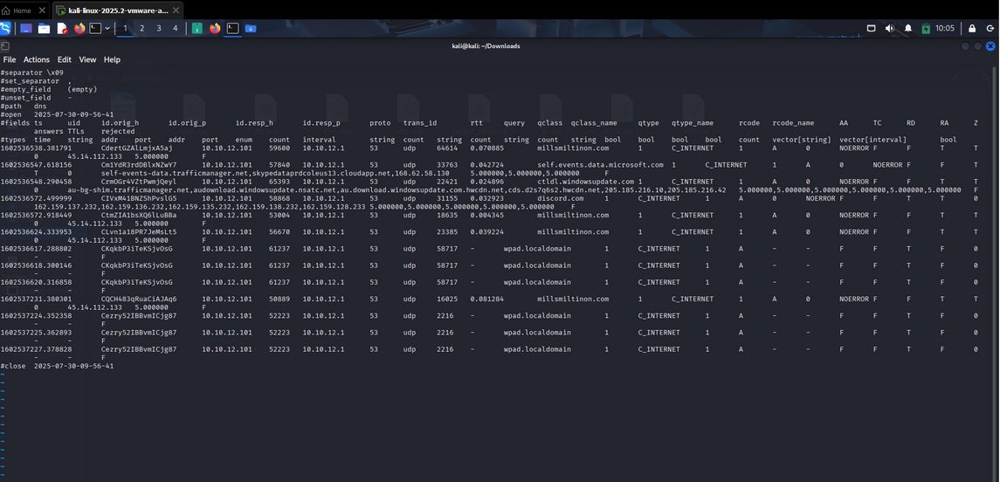 Home × kali-linux-2025.2-vmware-a... ×
1 2 3 4 10:05
kali@kali: ~/Downloads
File Actions Edit View Help
#separator \x09
#set_separator ,
#empty_field (empty)
#unset_field -
#path dns
#open 2025-07-30-09-56-41
#fields ts uid id.orig_h id.orig_p id.resp_h id.resp_p proto trans_id rtt query qclass qclass_name qtype qtype_name rcode rcode_name AA TC RD RA Z
answers TTLs rejected
#types time string addr port addr port enum count interval string count string count string count string bool bool bool bool count vector[string] vector[interval] bool
1602536538.381791 CdertGZAlLmjxA5aj 10.10.12.101 59600 10.10.12.1 53 udp 64614 0.070885 millsmiltinon.com 1 C_INTERNET 1 A 0 NOERROR F F T T
0 45.14.112.133 5.000000 F
1602536547.618156 Cm1YdR3rdDBlxNZwY7 10.10.12.101 57840 10.10.12.1 53 udp 33763 0.042724 self.events.data.microsoft.com 1 C_INTERNET 1 A 0 NOERROR F F
T T 0 self-events-data.trafficmanager.net,skypedataprdcoleus13.cloudapp.net,168.62.58.130 5.000000,5.000000,5.000000 F
1602536548.290458 CrmOGr4VZtPwmjQeyl 10.10.12.101 65393 10.10.12.1 53 udp 22421 0.024896 ctldl.windowsupdate.com 1 C_INTERNET 1 A 0 NOERROR F F T T
0 au-bg-shim.trafficmanager.net,audownload.windowsupdate.nsatc.net,au.download.windowsupdate.com.hwcdn.net,cds.d2s7q6s2.hwcdn.net,205.185.216.10,205.185.216.42 5.000000,5.000000,5.000000,5.000000,5.000000,5.000000 F
1602536572.499999 CIVxM41BNZShPvslG5 10.10.12.101 58868 10.10.12.1 53 udp 31155 0.032923 discord.com 1 C_INTERNET 1 A 0 NOERROR F F T T
0 162.159.137.232,162.159.136.232,162.159.135.232,162.159.138.232,162.159.128.233 5.000000,5.000000,5.000000,5.000000,5.000000 F
1602536572.918449 CtmZIA1bsXQ6lLuBBa 10.10.12.101 53004 10.10.12.1 53 udp 18635 0.004345 millsmiltinon.com 1 C_INTERNET 1 A 0 NOERROR F F T T
0 45.14.112.133 5.000000 F
1602536624.333953 CLvn1a18PR7JeMsLt5 10.10.12.101 56670 10.10.12.1 53 udp 23385 0.039224 millsmiltinon.com 1 C_INTERNET 1 A 0 NOERROR F F T T
0 45.14.112.133 5.000000 F
1602536617.288802 CKqkbP3iTeKSjvOsG 10.10.12.101 61237 10.10.12.1 53 udp 58717 - wpad.localdomain 1 C_INTERNET 1 A - - F F T F 0
- - F
1602536618.300146 CKqkbP3iTeKSjvOsG 10.10.12.101 61237 10.10.12.1 53 udp 58717 - wpad.localdomain 1 C_INTERNET 1 A - - F F T F 0
- - F
1602536620.316858 CKqkbP3iTeKSjvOsG 10.10.12.101 61237 10.10.12.1 53 udp 58717 - wpad.localdomain 1 C_INTERNET 1 A - - F F T F 0
- - F
1602537231.380301 CQCH483qRuaCiAJAq6 10.10.12.101 50889 10.10.12.1 53 udp 16025 0.081284 millsmiltinon.com 1 C_INTERNET 1 A 0 NOERROR F F T T
0 45.14.112.133 5.000000 F
1602537224.352358 Cezry52IBBvmICjg87 10.10.12.101 52223 10.10.12.1 53 udp 2216 - wpad.localdomain 1 C_INTERNET 1 A - - F F T F 0
- - F
1602537225.362893 Cezry52IBBvmICjg87 10.10.12.101 52223 10.10.12.1 53 udp 2216 - wpad.localdomain 1 C_INTERNET 1 A - - F F T F 0
- - F
1602537227.378828 Cezry52IBBvmICjg87 10.10.12.101 52223 10.10.12.1 53 udp 2216 - wpad.localdomain 1 C_INTERNET 1 A - - F F T F 0
- - F
#close 2025-07-30-09-56-41
~
~
~
~
~
~
~
~
~
~
~
~
~